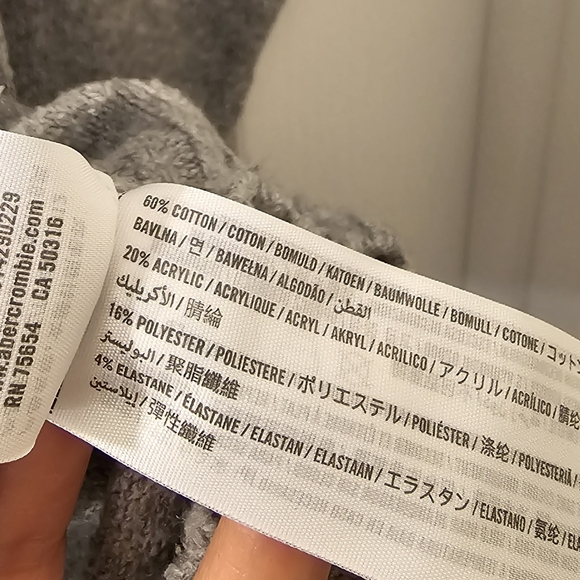 4290229
www.abercrombie.com
RN 75654 CA 50316
60% COTTON / COTON / BOMULD / KATOEN / BAUMWOLLE / BOMULL / COTONE / コットン
BAVLNA / 면 / BAWEŁNA / ALGODÃO / القطن
20% ACRYLIC / ACRYLIQUE / ACRYL / AKRYL / ACRILICO / アクリル / ACRÍLICO / 腈纶
الأكريليك / 腈綸
16% POLYESTER / POLIESTERE / ポリエステル / POLIÉSTER / 涤纶 / POLYESTERIÄ /
البوليستر / 聚脂纖維
4% ELASTANE / ÉLASTANE / ELASTAN / ELASTAAN / エラスタン / ELASTANO / 氨纶 /
إيلاستين / 彈性纖維